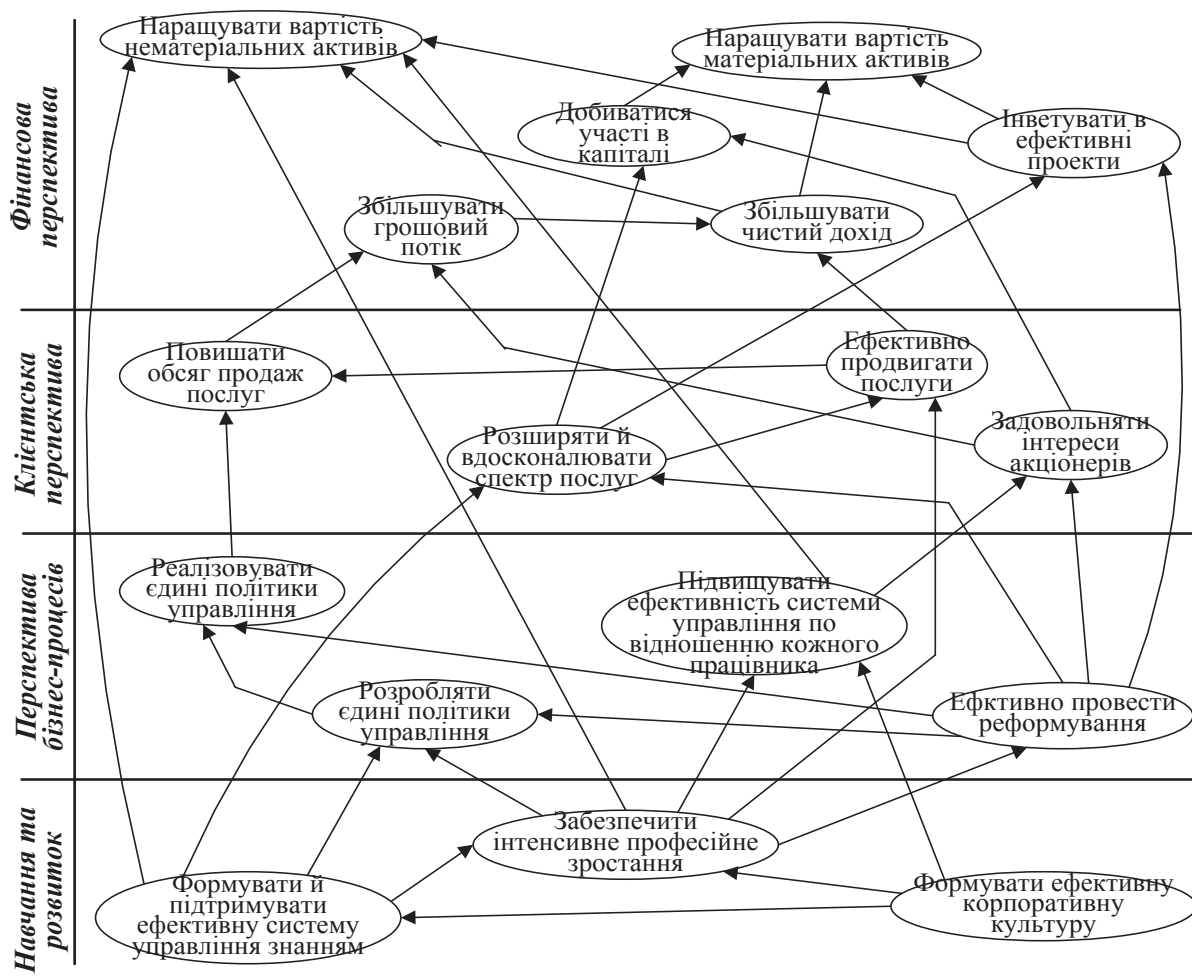 Фінансова
перспектива
Наращувати вартість
нематеріальних активів
Наращувати вартість
матеріальних активів
Добиватися
участі в
капіталі
Інветувати в
ефективні
проекти
Збільшувати
грошовий
потік
Збільшувати
чистий дохід
Клієнтська
перспектива
Повишати
обсяг продаж
послуг
Ефективно
продвигати
послуги
Розширяти й
вдосконалювати
спектр послуг
Задовольняти
інтереси
акціонерів
Перспектива
бізнес-процесів
Реалізовувати
єдині політики
управління
Підвищувати
ефективність системи
управління по
відношенню кожного
працівника
Розробляти
єдині політики
управління
Ефктивно провести
реформування
Навчання та
розвиток
Забезпечити
інтенсивне професійне
зростання
Формувати й
підтримувати
ефективну систему
управління знанням
Формувати ефективну
корпоративну
культуру